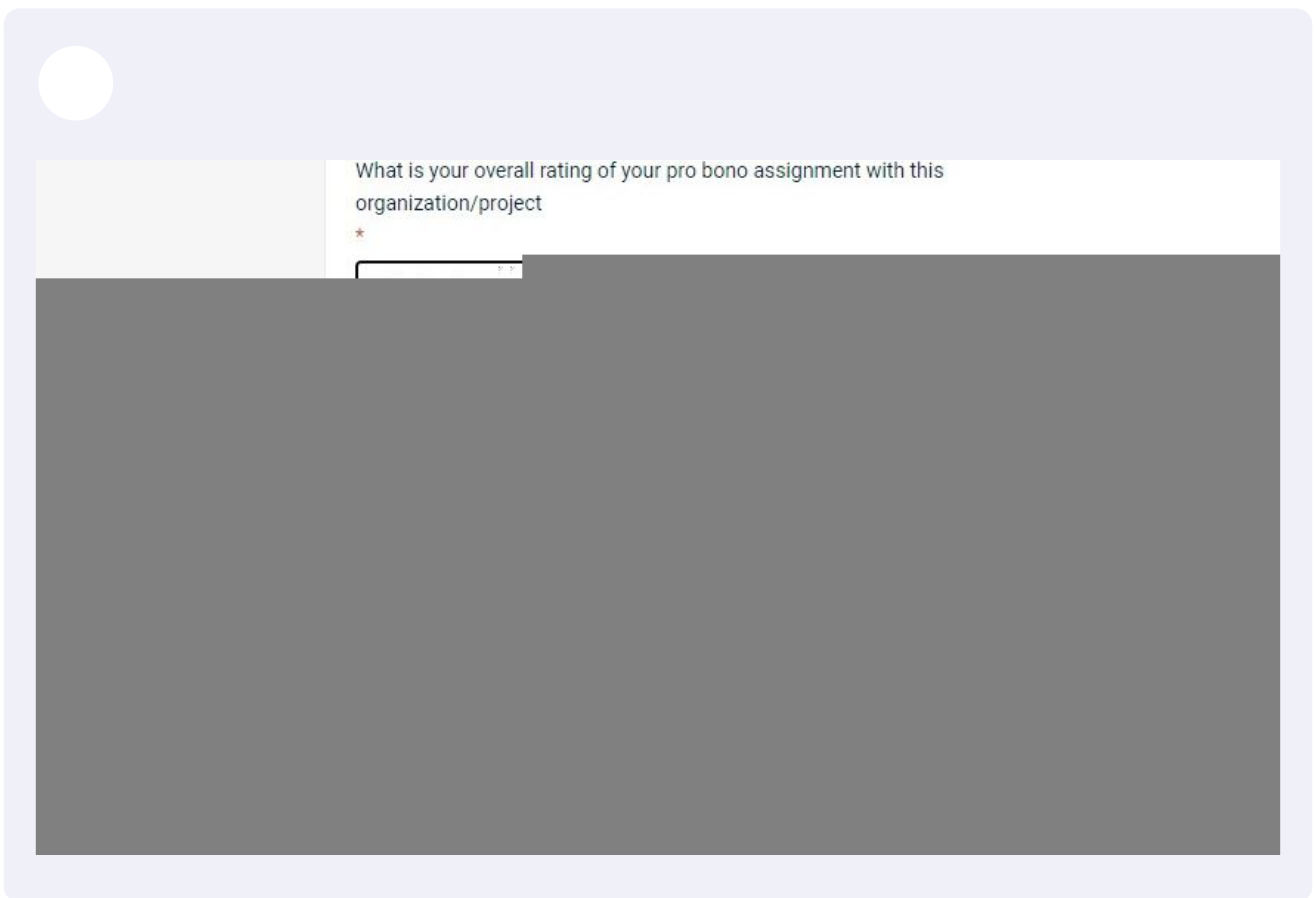 What is your overall rating of your pro bono assignment with this
organization/project
*